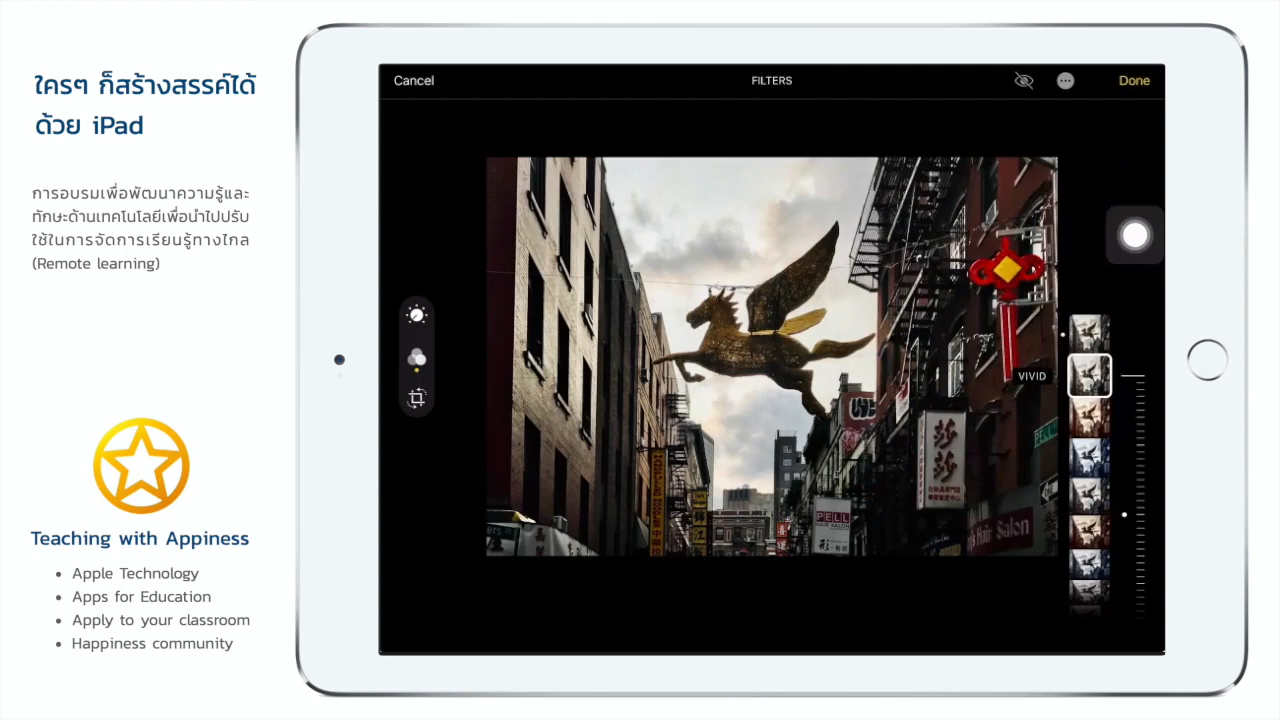 ใครๆ ก็สร้างสรรค์ได้
ด้วย iPad
การอบรมเพื่อพัฒนาความรู้และ
ทักษะด้านเทคโนโลยีเพื่อนำไปปรับ
ใช้ในการจัดการเรียนรู้ทางไกล
(Remote learning)
Teaching with Appiness
• Apple Technology
• Apps for Education
• Apply to your classroom
• Happiness community
Cancel
FILTERS
Done
VIVID
莎
莎
PELL
HAIR SALON
Hair Salon